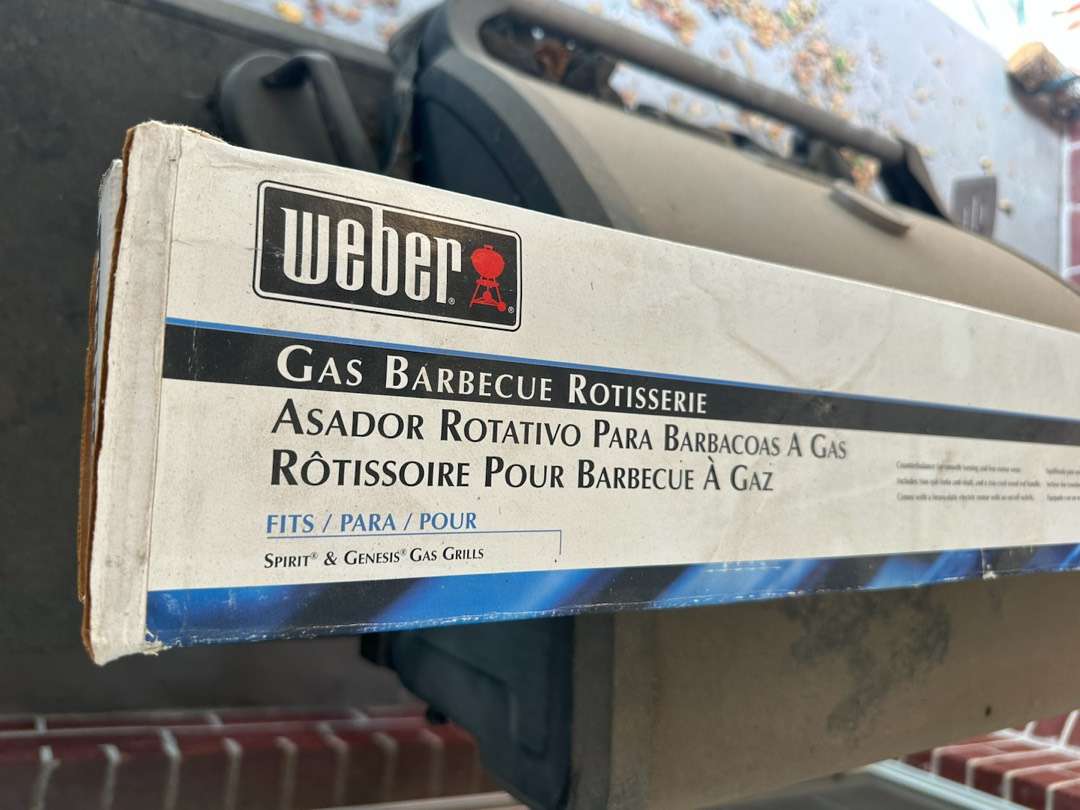 weber
GAS BARBECUE ROTISSERIE
ASADOR ROTATIVO PARA BARBACOAS A GAS
RÔTISSOIRE POUR BARBECUE À GAZ
FITS / PARA / POUR
SPIRIT® & GENESIS® GAS GRILLS